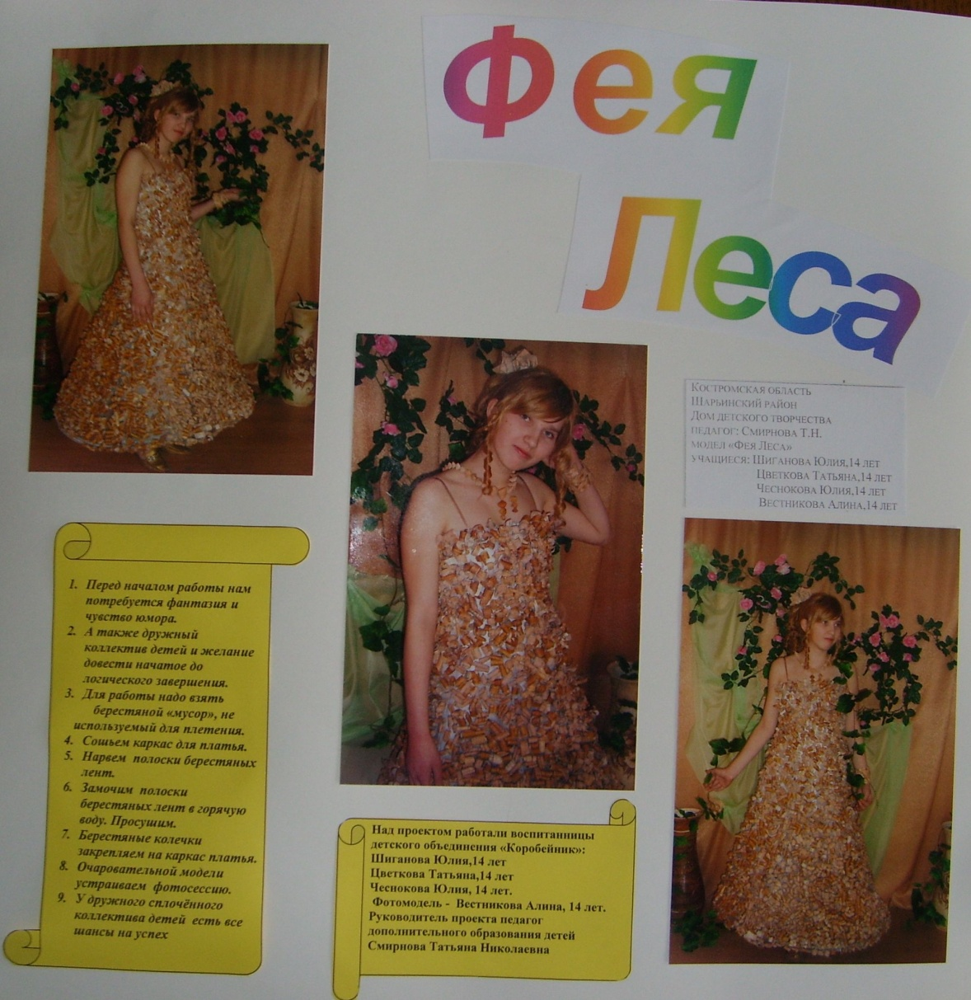 Фея
Леса
Костромская область
Шарьинский район
Дом детского творчества
педагог: Смирнова Т.Н.
модел «Фея Леса»
учащиеся: Шиганова Юлия,14 лет
Цветкова Татьяна,14 лет
Чеснокова Юлия,14 лет
Вестникова Алина,14 лет
1. Перед началом работы нам
потребуется фантазия и
чувство юмора.
2. А также дружный
коллектив детей и желание
довести начатое до
логического завершения.
3. Для работы надо взять
берестяной «мусор», не
используемый для плетения.
4. Сошьем каркас для платья.
5. Нарвем полоски берестяных
лент.
6. Замочим полоски
берестяных лент в горячую
воду. Просушим.
7. Берестяные колечки
закрепляем на каркас платья.
8. Очаровательной модели
устраиваем фотосессию.
9. У дружного сплочённого
коллектива детей есть все
шансы на успех
Над проектом работали воспитанницы
детского объединения «Коробейник»:
Шиганова Юлия,14 лет
Цветкова Татьяна,14 лет
Чеснокова Юлия, 14 лет.
Фотомодель - Вестникова Алина, 14 лет.
Руководитель проекта педагог
дополнительного образования детей
Смирнова Татьяна Николаевна